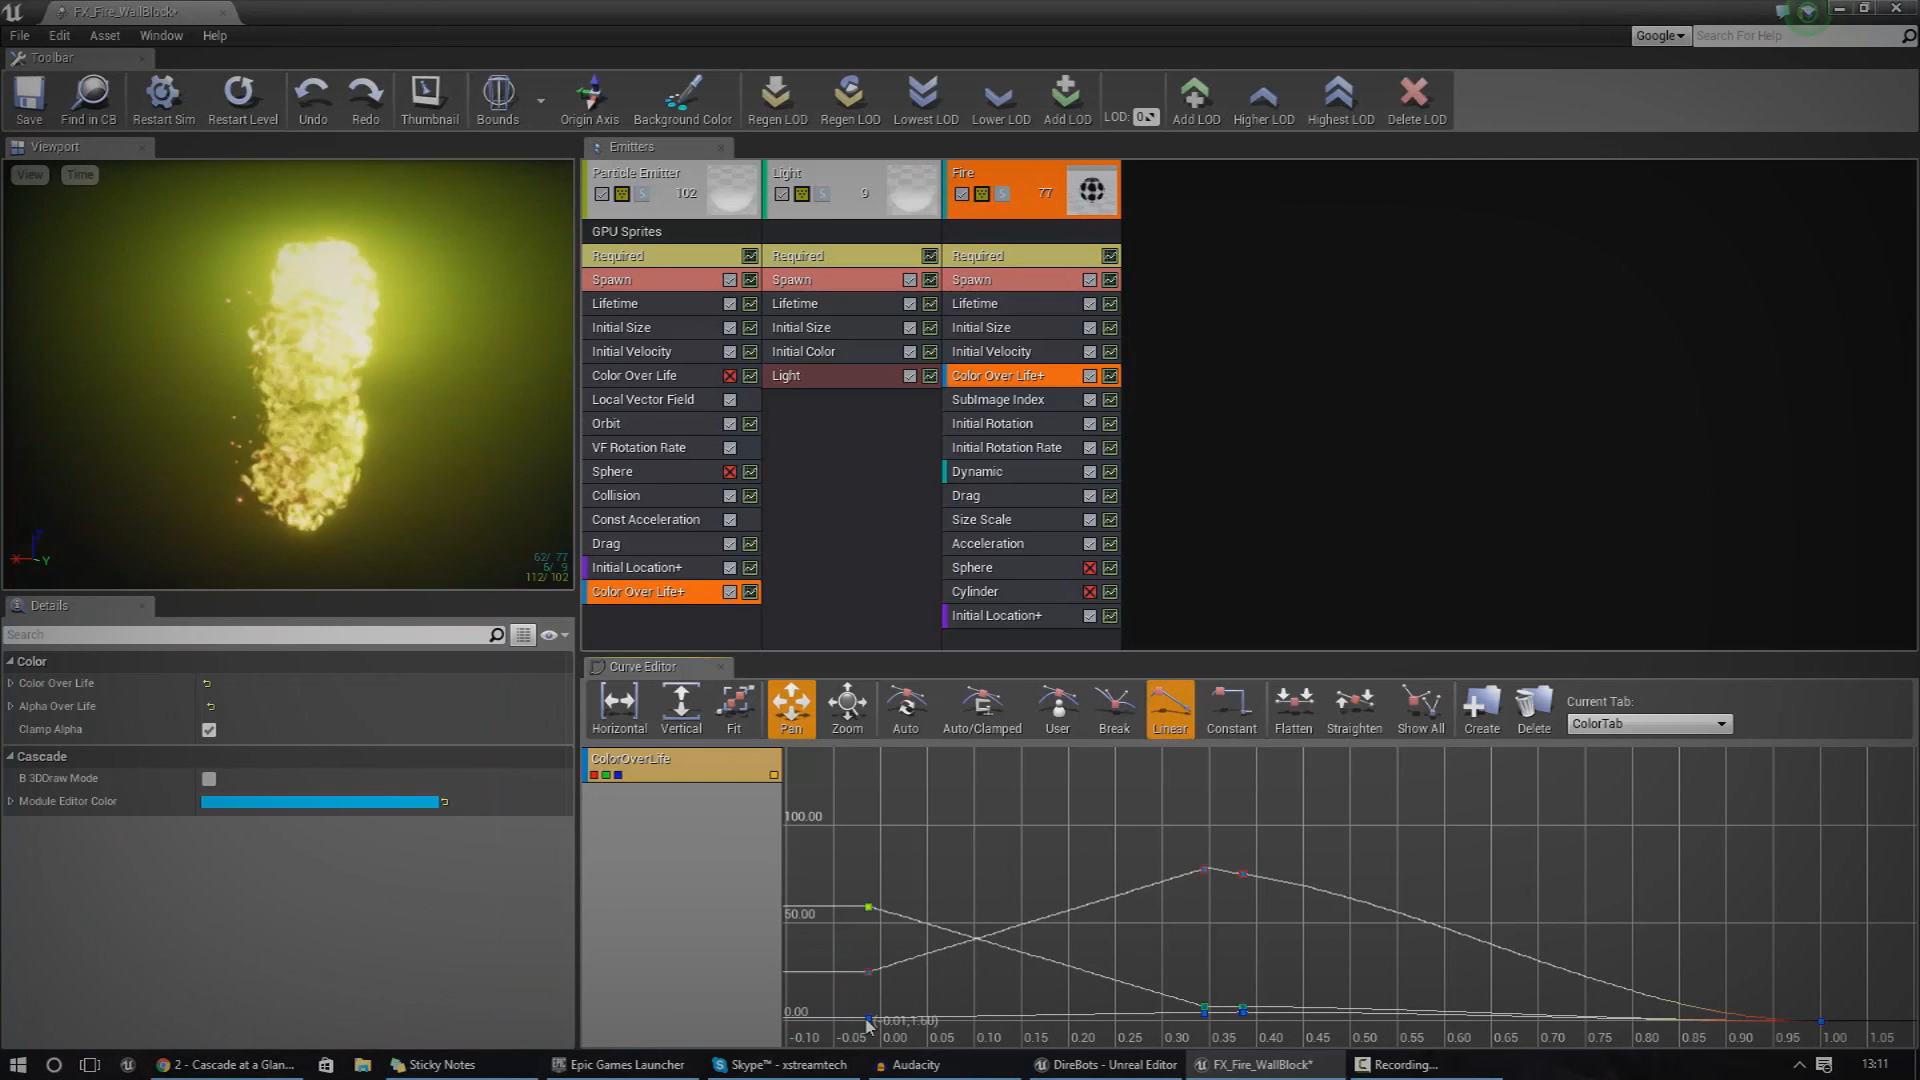 FX_Fire_WallBlock*
File Edit Asset Window Help
Google
Search For Help
Toolbar
Save
Find in CB
Restart Sim
Restart Level
Undo
Redo
Thumbnail
Bounds
Origin Axis
Background Color
Regen LOD
Regen LOD
Lowest LOD
Lower LOD
Add LOD
LOD: 0
Add LOD
Higher LOD
Highest LOD
Delete LOD
Viewport
View Time
62/ 77
5/ 9
112/ 102
Emitters
Particle Emitter
102
Light
9
Fire
77
GPU Sprites
Required
Spawn
Lifetime
Initial Size
Initial Velocity
Color Over Life
Local Vector Field
Orbit
VF Rotation Rate
Sphere
Collision
Const Acceleration
Drag
Initial Location+
Color Over Life+
Required
Spawn
Lifetime
Initial Size
Initial Color
Light
Required
Spawn
Lifetime
Initial Size
Initial Velocity
Color Over Life+
SubImage Index
Initial Rotation
Initial Rotation Rate
Dynamic
Drag
Size Scale
Acceleration
Sphere
Cylinder
Initial Location+
Details
Search
Color
Color Over Life
Alpha Over Life
Clamp Alpha
Cascade
B 3DDraw Mode
Module Editor Color
Curve Editor
Horizontal
Vertical
Fit
Pan
Zoom
Auto
Auto/Clamped
User
Break
Linear
Constant
Flatten
Straighten
Show All
Create
Delete
Current Tab:
ColorTab
ColorOverLife
100.00
50.00
0.00
(-0.01,1.60)
-0.10 -0.05 0.00 0.05 0.10 0.15 0.20 0.25 0.30 0.35 0.40 0.45 0.50 0.55 0.60 0.65 0.70 0.75 0.80 0.85 0.90 0.95 1.00 1.05
2 - Cascade at a Glan...
Sticky Notes
Epic Games Launcher
Skype™ - xstreamtech
Audacity
DireBots - Unreal Editor
FX_Fire_WallBlock*
Recording...
13:11